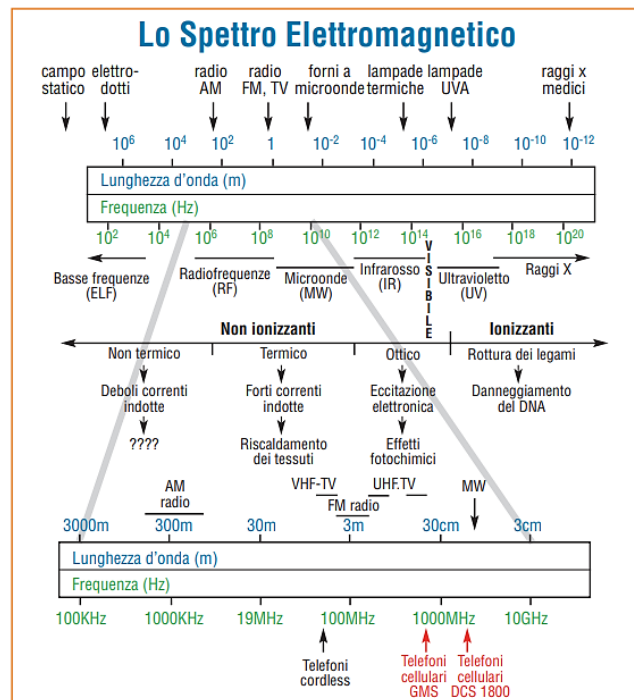 Lo Spettro Elettromagnetico
campo statico
elettro-dotti
radio AM
radio FM, TV
forni a microonde
lampade termiche
lampade UVA
raggi x medici
10⁶ 10⁴ 10² 1 10⁻² 10⁻⁴ 10⁻⁶ 10⁻⁸ 10⁻¹⁰ 10⁻¹²
Lunghezza d'onda (m)
Frequenza (Hz)
10² 10⁴ 10⁶ 10⁸ 10¹⁰ 10¹² 10¹⁴ 10¹⁶ 10¹⁸ 10²⁰
Basse frequenze (ELF)
Radiofrequenze (RF)
Microonde (MW)
Infrarosso (IR)
VISIBILE
Ultravioletto (UV)
Raggi X
Non ionizzanti
Ionizzanti
Non termico
Termico
Ottico
Rottura dei legami
Deboli correnti indotte
Forti correnti indotte
Eccitazione elettronica
Danneggiamento del DNA
????
Riscaldamento dei tessuti
Effetti fotochimici
AM radio
VHF-TV
FM radio
UHF.TV
MW
3000m 300m 30m 3m 30cm 3cm
Lunghezza d'onda (m)
Frequenza (Hz)
100KHz 1000KHz 19MHz 100MHz 1000MHz 10GHz
Telefoni cordless
Telefoni cellulari GMS
Telefoni cellulari DCS 1800